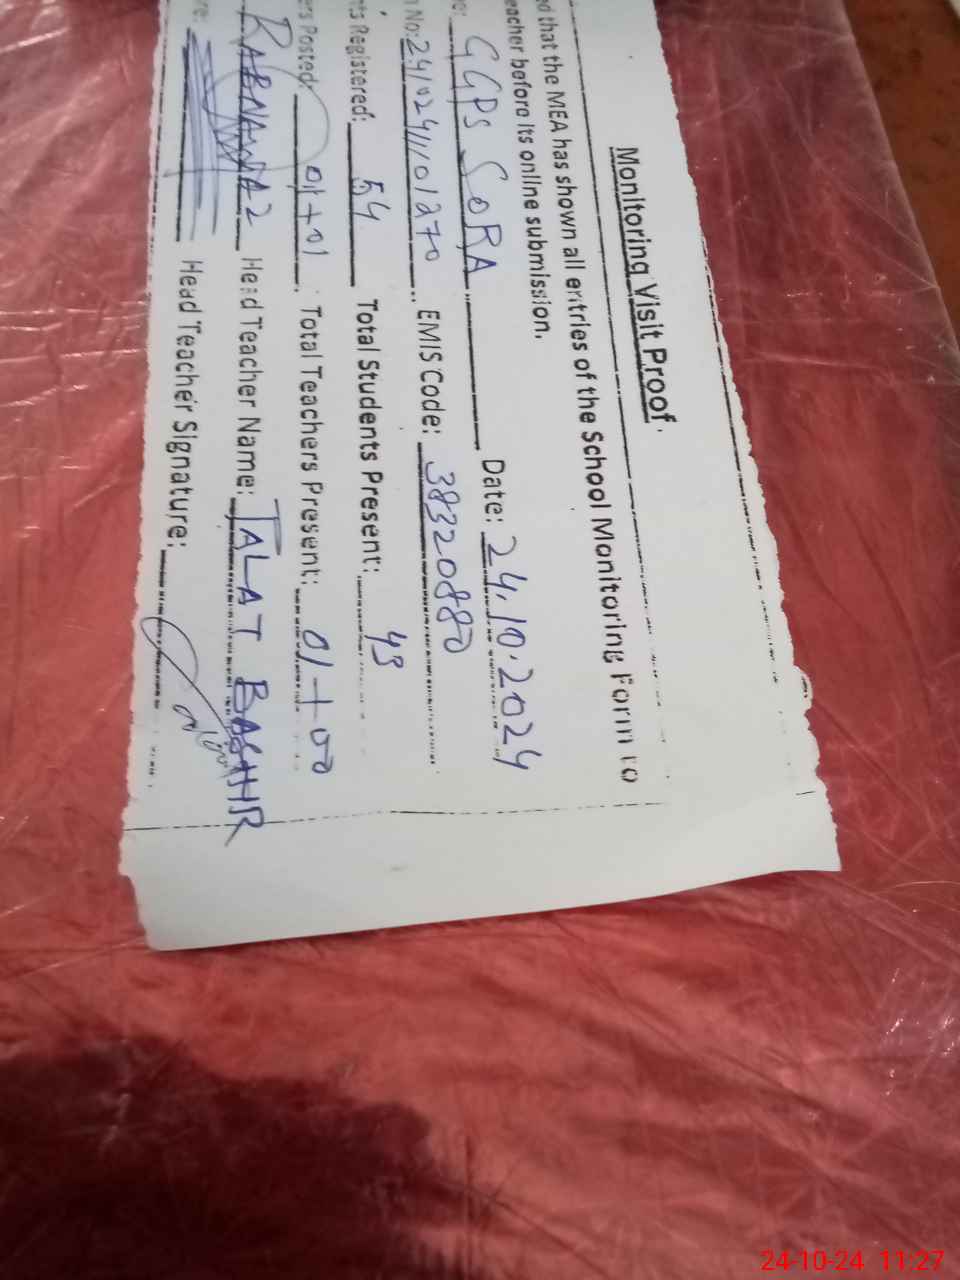 Monitoring Visit Proof.
ed that the MEA has shown all entries of the School Monitoring Form to
eacher before its online submission.
GGPS SORA Date: 24.10.2024
No: EMIS Code: 38320880
ts Registered: 54 Total Students Present: 43
ers Posted: 01+01 Total Teachers Present: 01+00
RABNAWAZ Head Teacher Name: TALAT BASHIR
re: Head Teacher Signature:
24-10-24 11:27